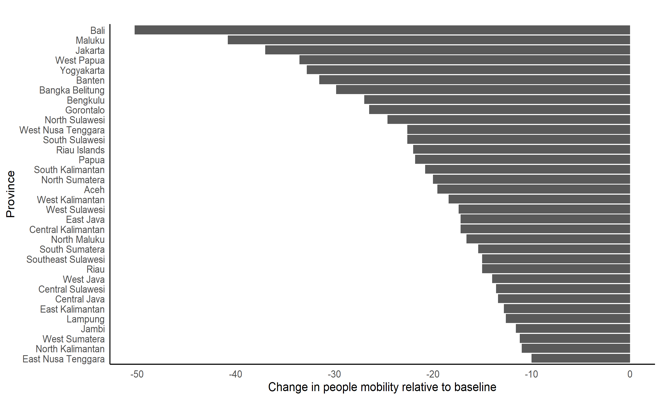 Province
Bali
Maluku
Jakarta
West Papua
Yogyakarta
Banten
Bangka Belitung
Bengkulu
Gorontalo
North Sulawesi
West Nusa Tenggara
South Sulawesi
Riau Islands
Papua
South Kalimantan
North Sumatera
Aceh
West Kalimantan
West Sulawesi
East Java
Central Kalimantan
North Maluku
South Sumatera
Southeast Sulawesi
Riau
West Java
Central Sulawesi
Central Java
East Kalimantan
Lampung
Jambi
West Sumatera
North Kalimantan
East Nusa Tenggara
-50 -40 -30 -20 -10 0
Change in people mobility relative to baseline